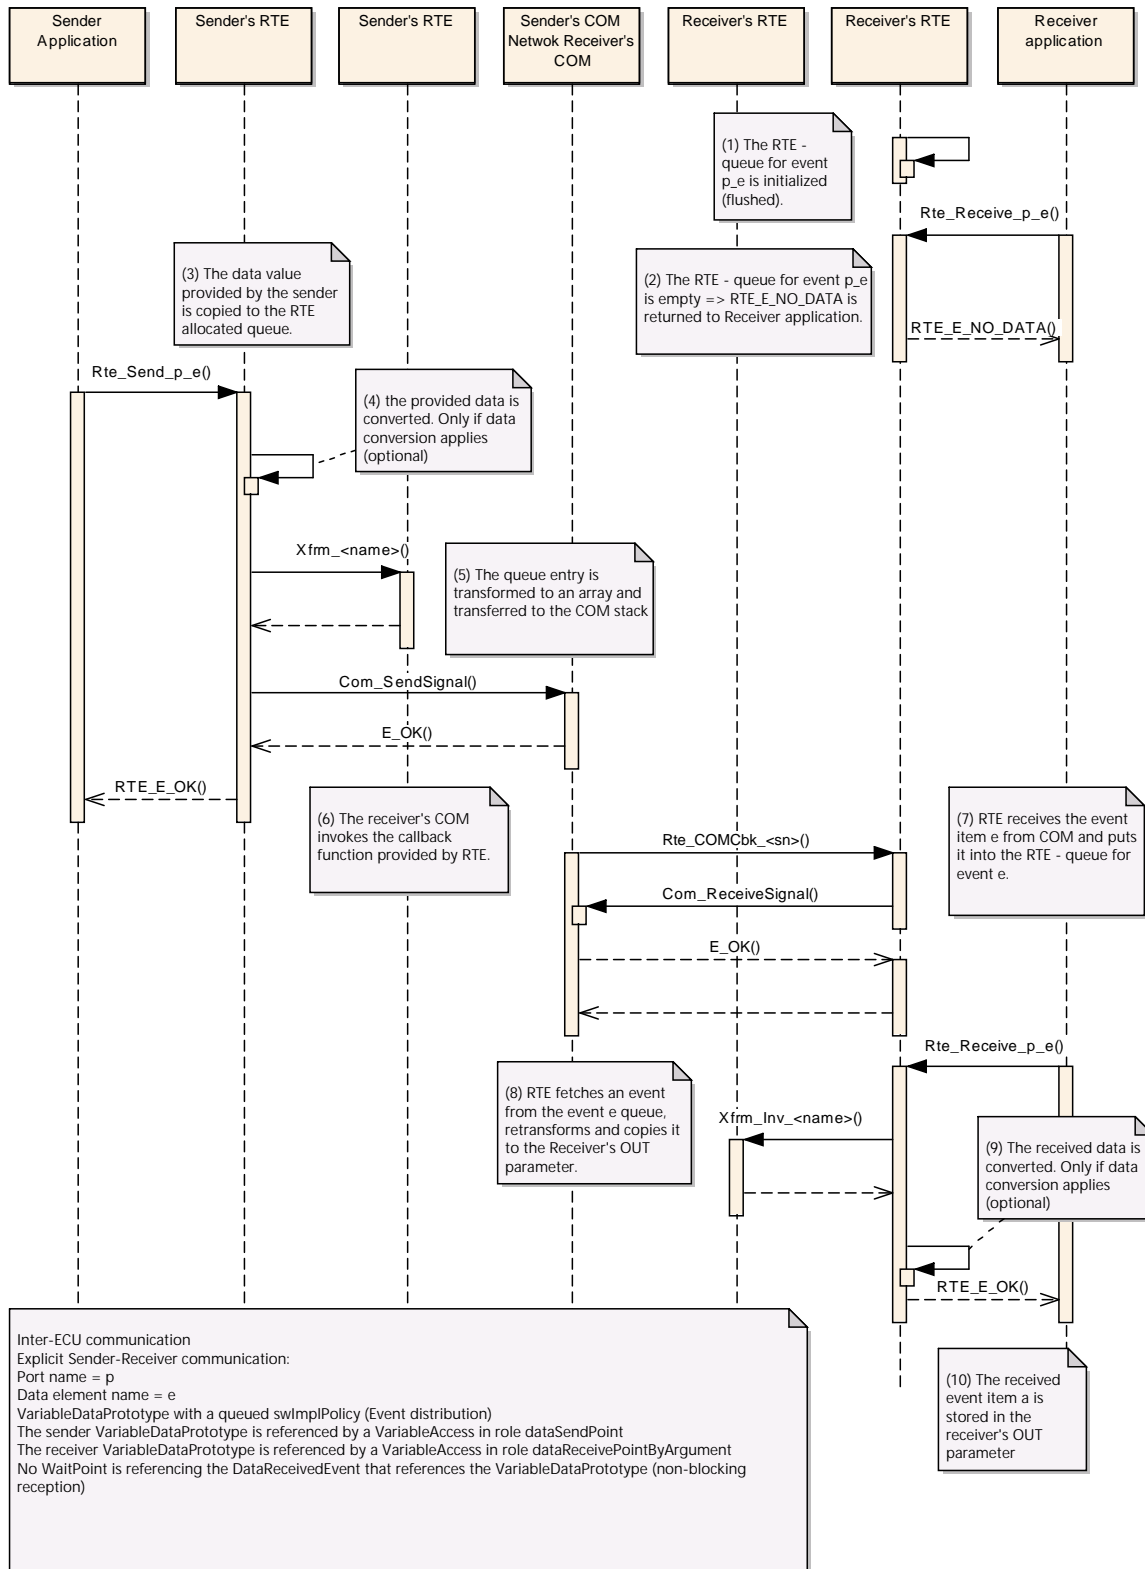 Sender
Application
Sender's RTE
Sender's RTE
Sender's COM
Netwok Receiver's
COM
Receiver's RTE
Receiver's RTE
Receiver
application
(1) The RTE -
queue for event
p_e is initialized
(flushed).
Rte_Receive_p_e()
(2) The RTE - queue for event p_e
is empty => RTE_E_NO_DATA is
returned to Receiver application.
RTE_E_NO_DATA()
(3) The data value
provided by the sender
is copied to the RTE
allocated queue.
Rte_Send_p_e()
(4) the provided data is
converted. Only if data
conversion applies
(optional)
Xfrm_<name>()
(5) The queue entry is
transformed to an array and
transferred to the COM stack
Com_SendSignal()
E_OK()
RTE_E_OK()
(6) The receiver's COM
invokes the callback
function provided by RTE.
Rte_COMCbk_<sn>()
(7) RTE receives the event
item e from COM and puts
it into the RTE - queue for
event e.
Com_ReceiveSignal()
E_OK()
Rte_Receive_p_e()
(8) RTE fetches an event
from the event e queue,
retransforms and copies it
to the Receiver's OUT
parameter.
Xfrm_Inv_<name>()
(9) The received data is
converted. Only if data
conversion applies
(optional)
RTE_E_OK()
Inter-ECU communication
Explicit Sender-Receiver communication:
Port name = p
Data element name = e
VariableDataPrototype with a queued swImplPolicy (Event distribution)
The sender VariableDataPrototype is referenced by a VariableAccess in role dataSendPoint
The receiver VariableDataPrototype is referenced by a VariableAccess in role dataReceivePointByArgument
No WaitPoint is referencing the DataReceivedEvent that references the VariableDataPrototype (non-blocking
reception)
(10) The received
event item a is
stored in the
receiver's OUT
parameter